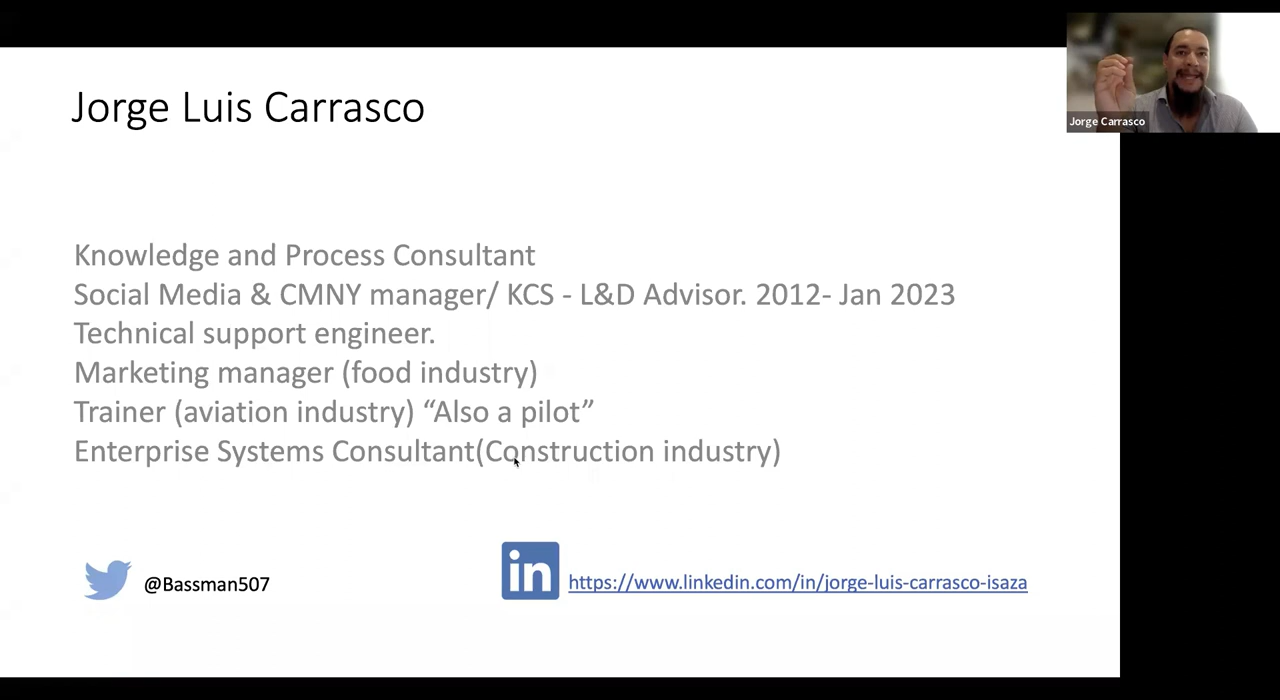 Jorge Luis Carrasco
Jorge Carrasco
Knowledge and Process Consultant
Social Media & CMNY manager/ KCS - L&D Advisor. 2012- Jan 2023
Technical support engineer.
Marketing manager (food industry)
Trainer (aviation industry) “Also a pilot”
Enterprise Systems Consultant(Construction industry)
@Bassman507
in
https://www.linkedin.com/in/jorge-luis-carrasco-isaza